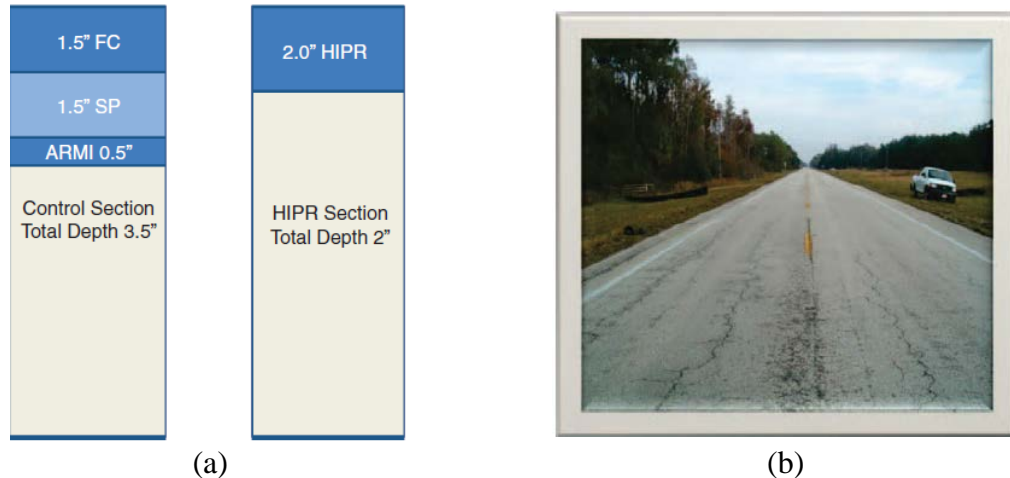 1.5” FC
1.5” SP
ARMI 0.5”
Control Section
Total Depth 3.5”
2.0” HIPR
HIPR Section
Total Depth 2”
(a)
(b)